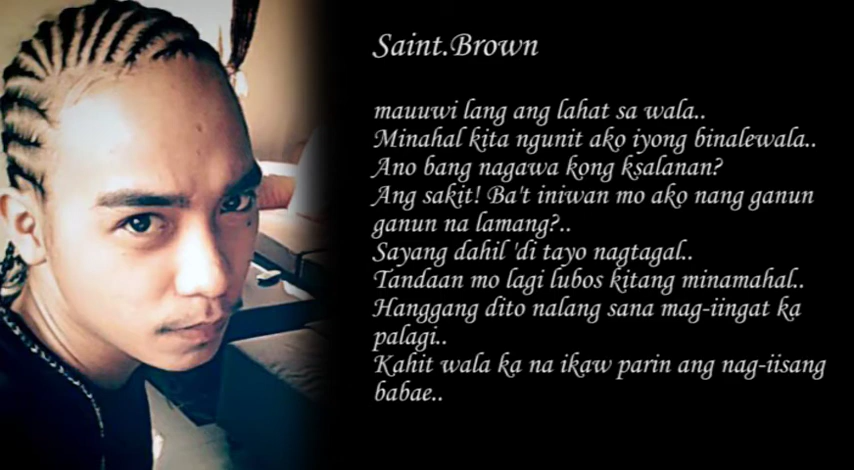 Saint.Brown
mauuwi lang ang lahat sa wala..
Minahal kita ngunit ako iyong binalewala..
Ano bang nagawa kong ksalanan?
Ang sakit! Ba't iniwan mo ako nang ganun
ganun na lamang?..
Sayang dahil 'di tayo nagtagal..
Tandaan mo lagi lubos kitang minamahal..
Hanggang dito nalang sana mag-iingat ka
palagi..
Kahit wala ka na ikaw parin ang nag-iisang
babae..